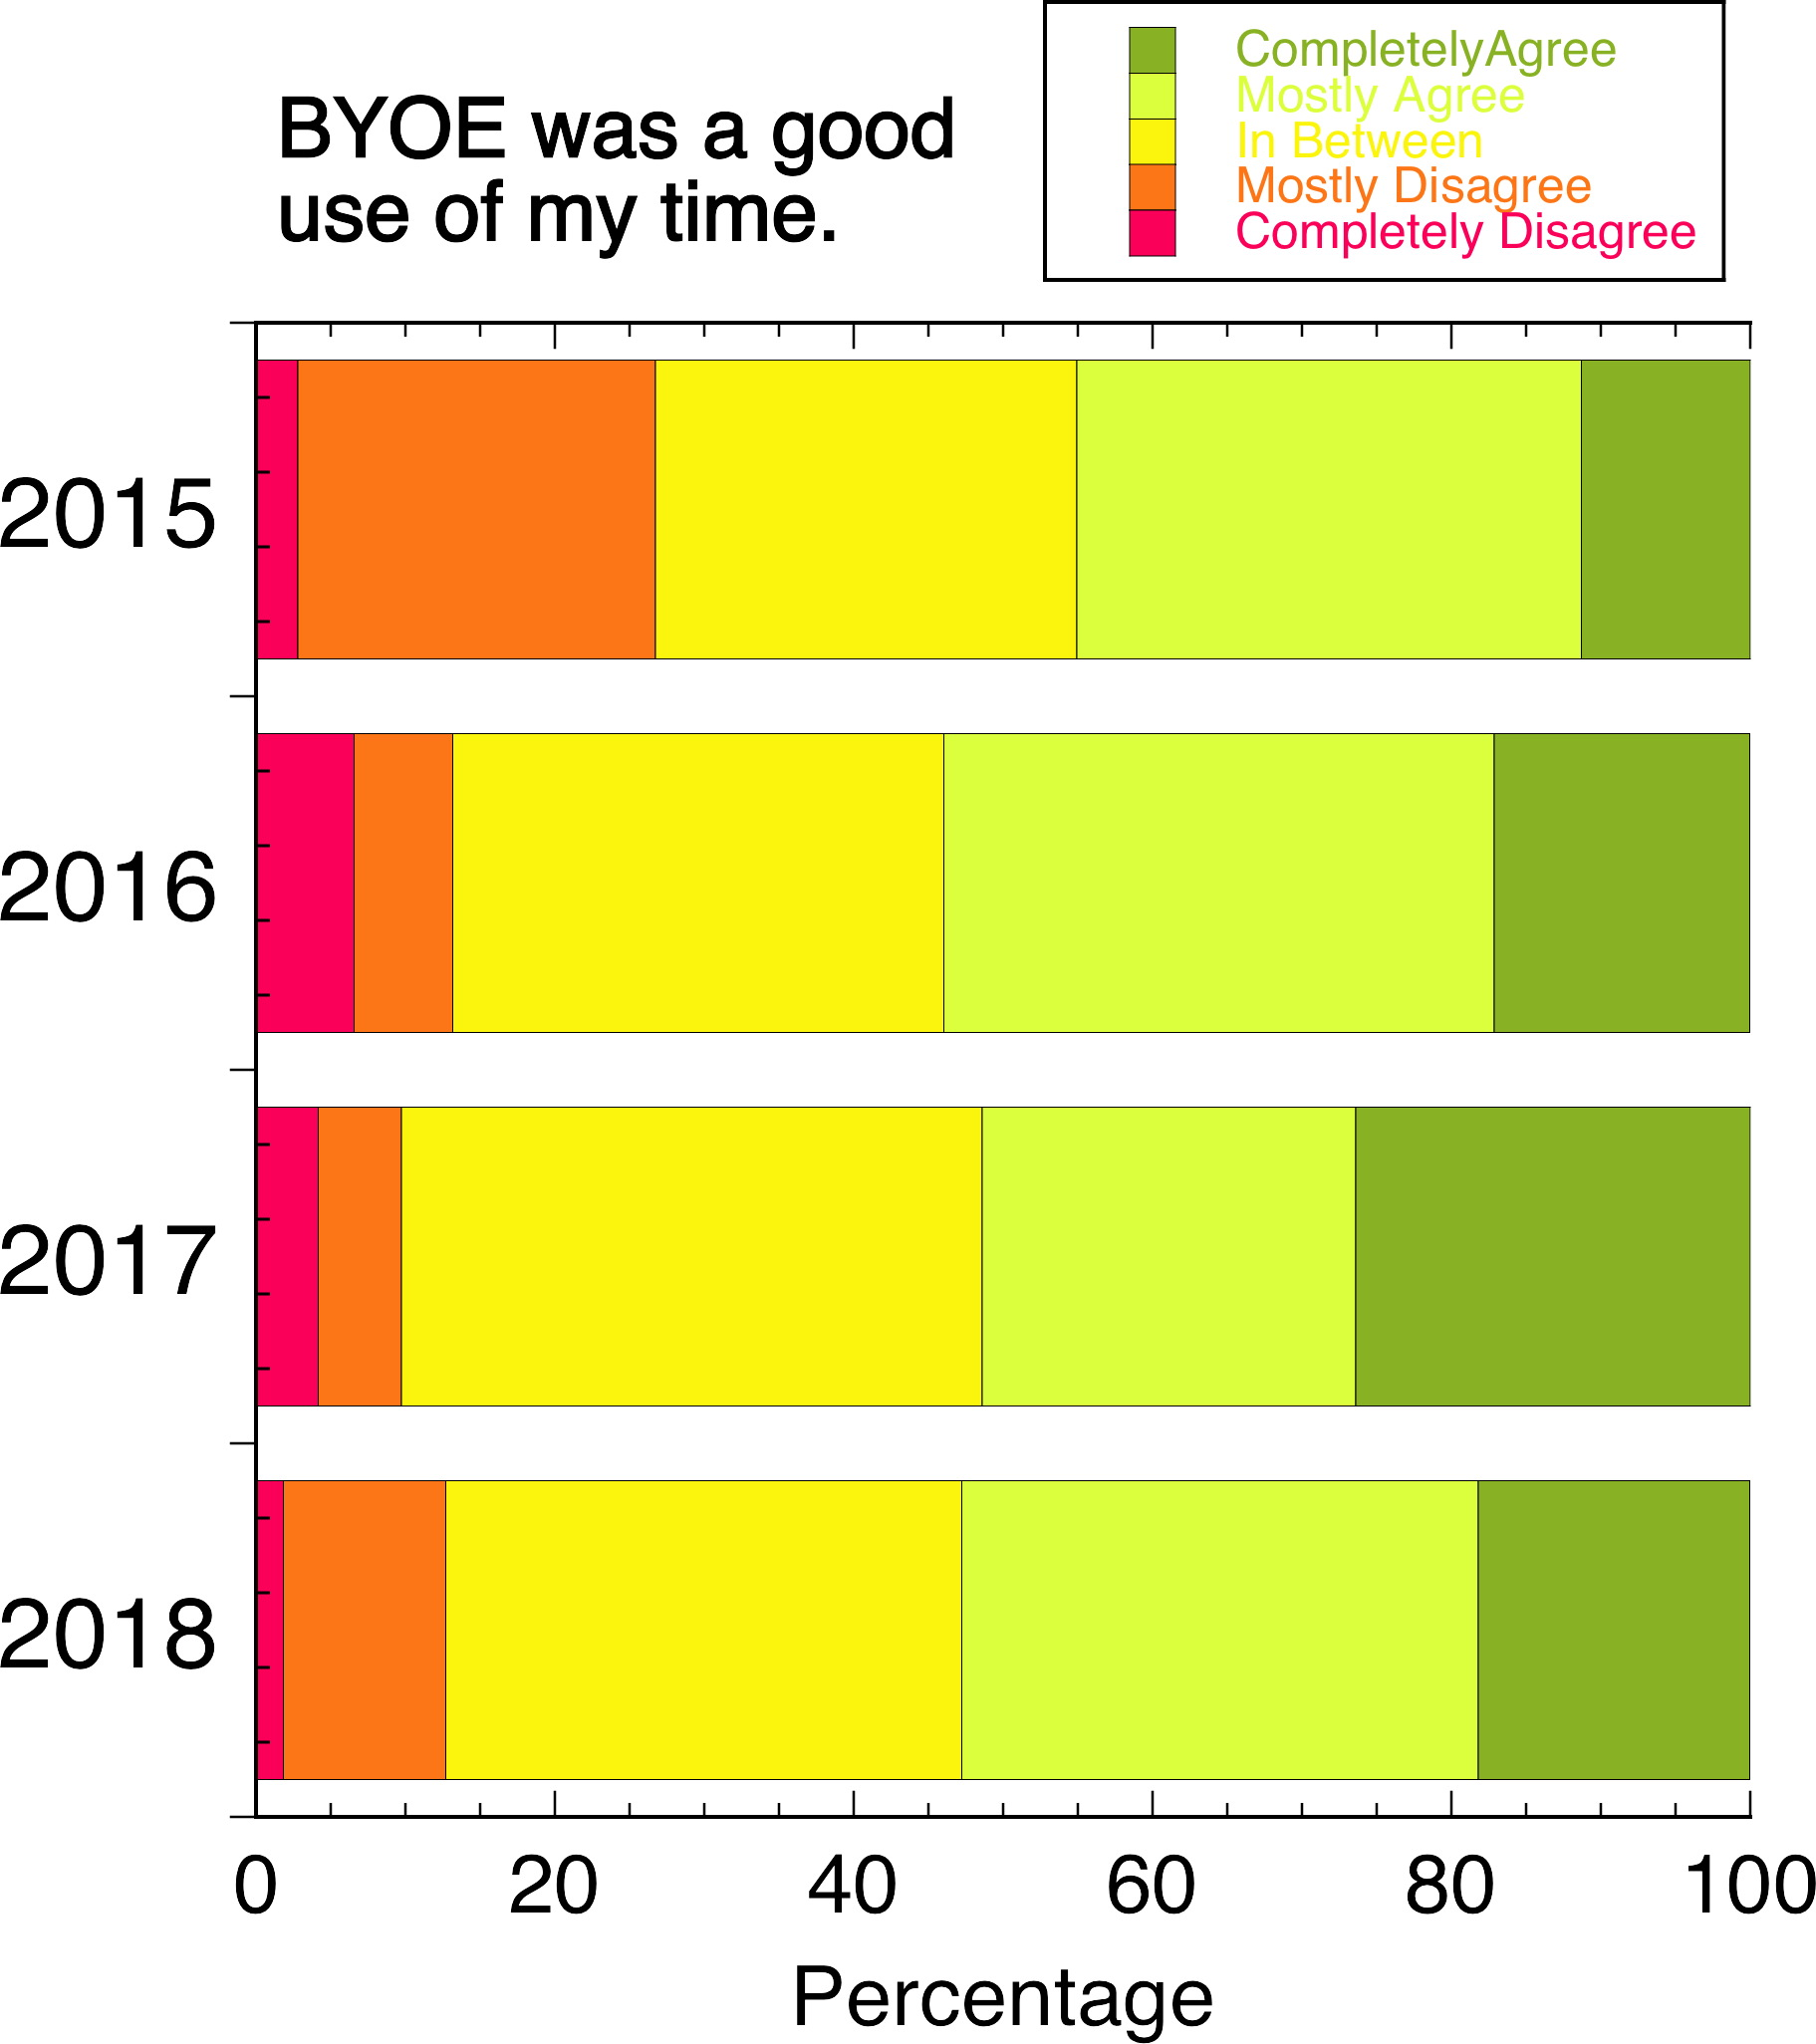 BYOE was a good
use of my time.
CompletelyAgree
Mostly Agree
In Between
Mostly Disagree
Completely Disagree
2015
2016
2017
2018
0 20 40 60 80 100
Percentage